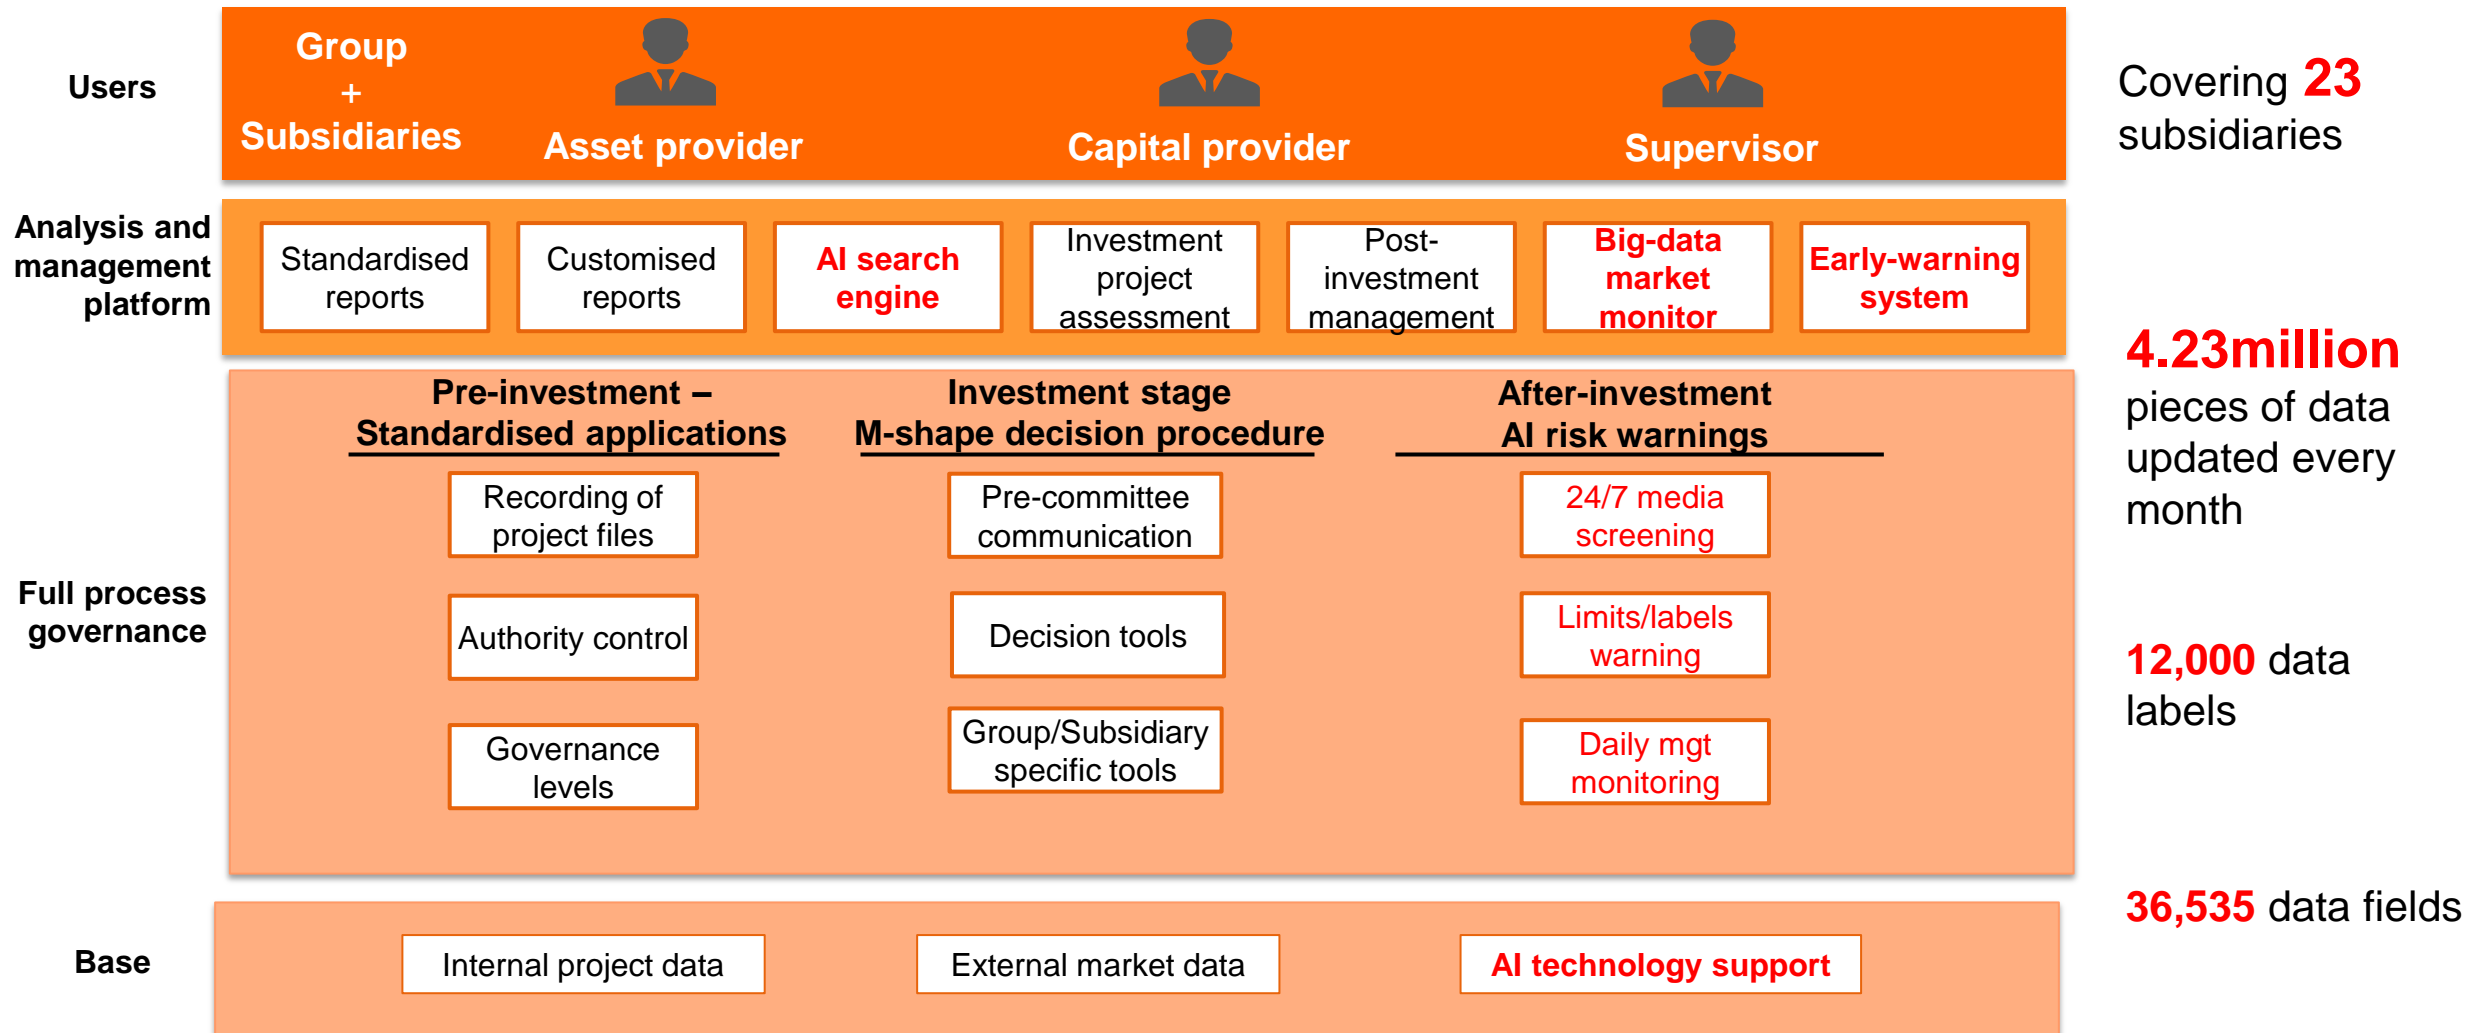 Users
Group
+
Subsidiaries
Asset provider
Capital provider
Supervisor
Covering 23
subsidiaries
Analysis and
management
platform
Standardised
reports
Customised
reports
AI search
engine
Investment
project
assessment
Post-
investment
management
Big-data
market
monitor
Early-warning
system
4.23million
pieces of data
updated every
month
Full process
governance
Pre-investment –
Standardised applications
Recording of
project files
Authority control
Governance
levels
Investment stage
M-shape decision procedure
Pre-committee
communication
Decision tools
Group/Subsidiary
specific tools
After-investment
AI risk warnings
24/7 media
screening
Limits/labels
warning
Daily mgt
monitoring
12,000 data
labels
36,535 data fields
Base
Internal project data
External market data
AI technology support